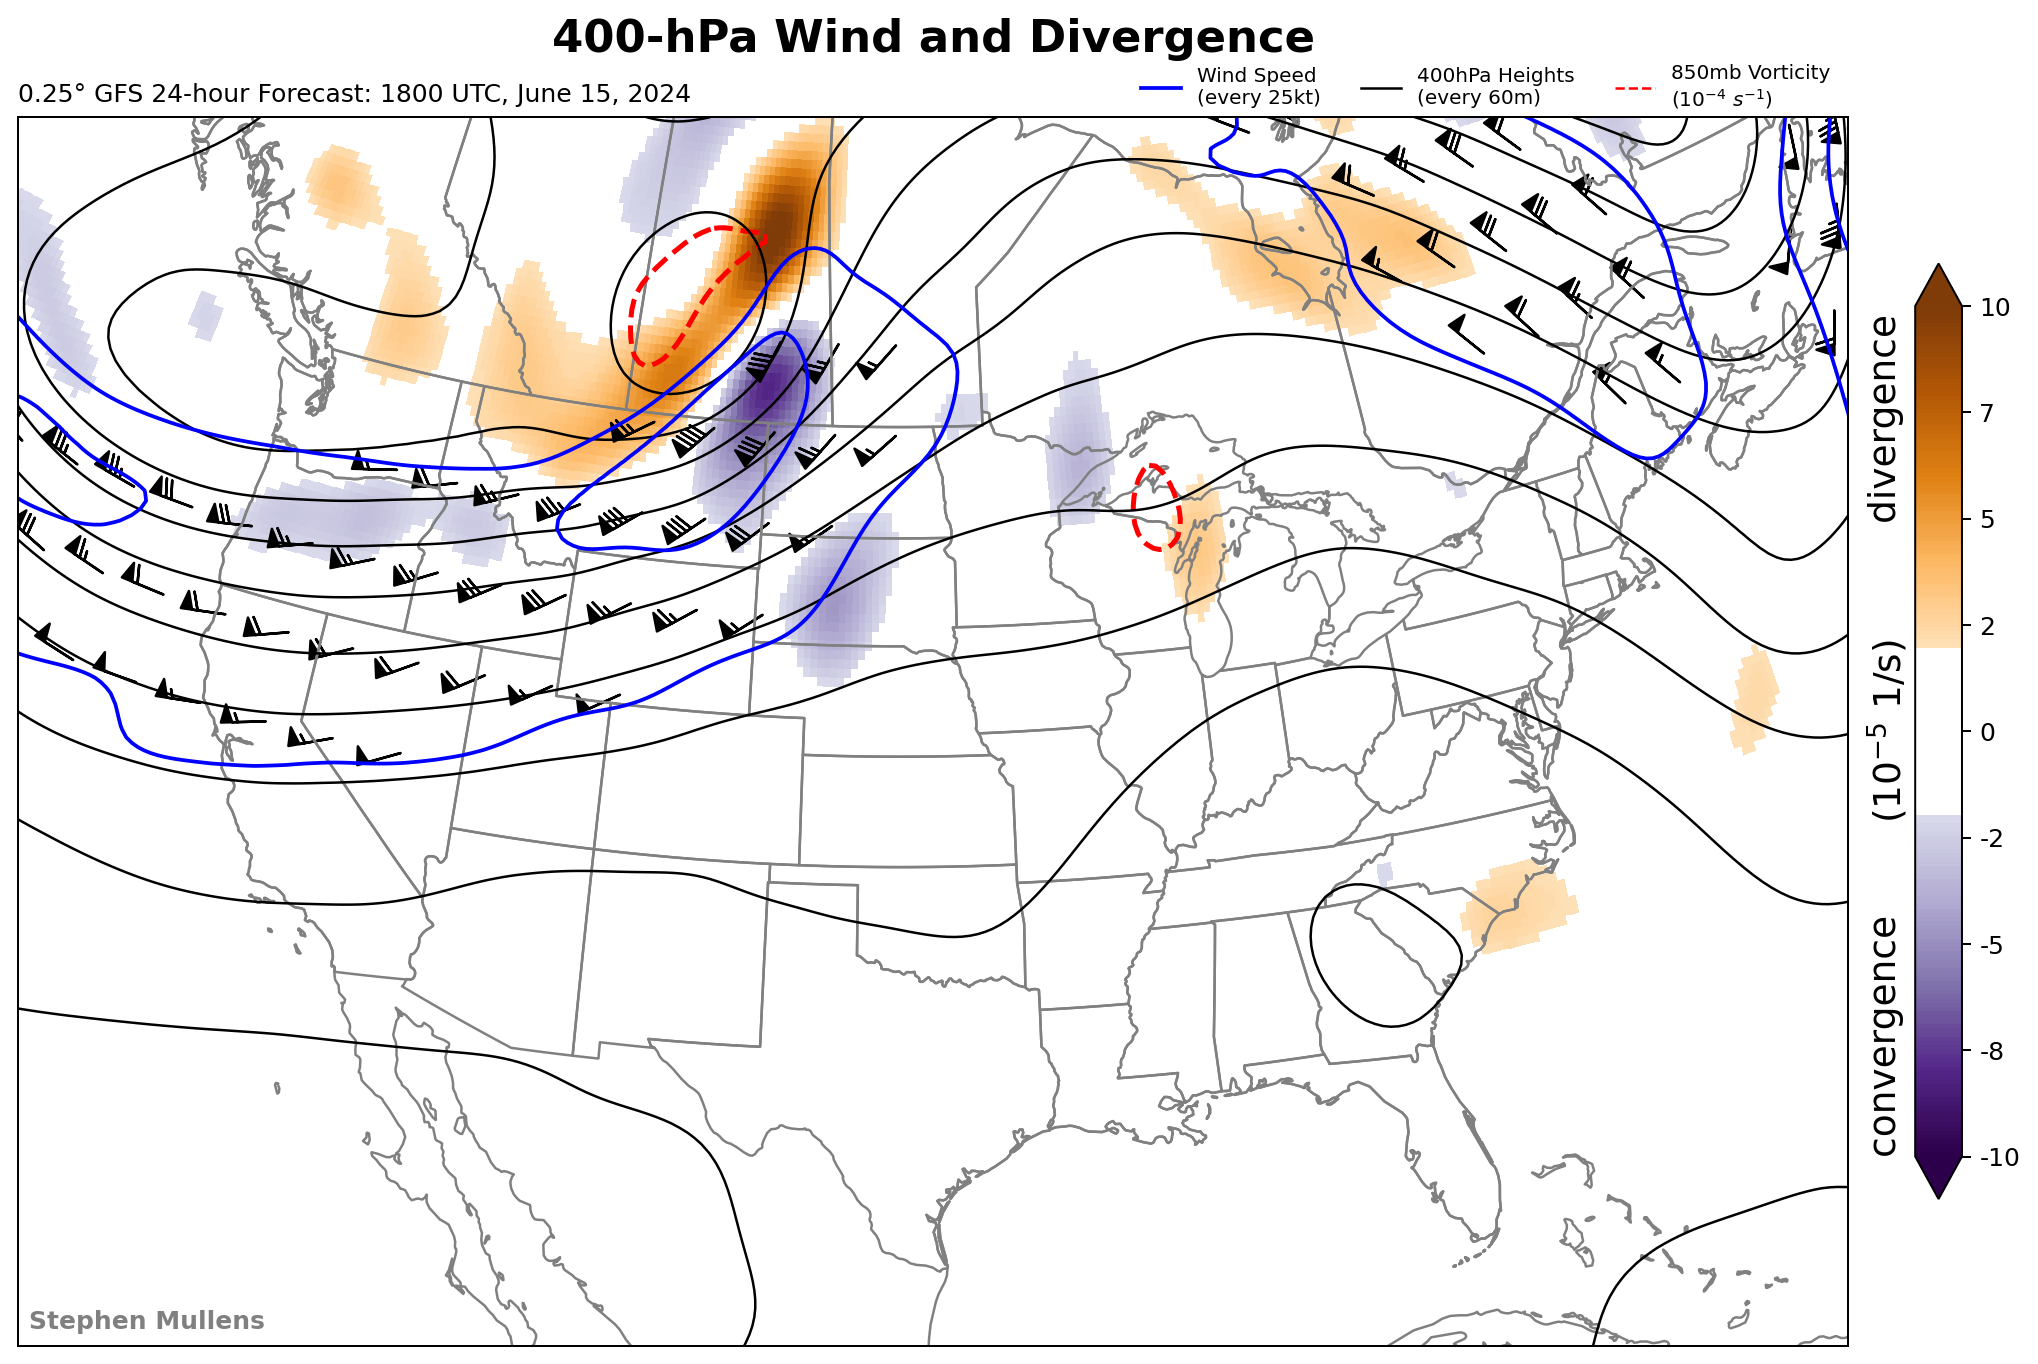 400-hPa Wind and Divergence
0.25° GFS 24-hour Forecast: 1800 UTC, June 15, 2024
Wind Speed
(every 25kt)
400hPa Heights
(every 60m)
850mb Vorticity
(10⁻⁴ s⁻¹)
10
7
5
2
0
-2
-5
-8
-10
convergence (10⁻⁵ 1/s) divergence
Stephen Mullens